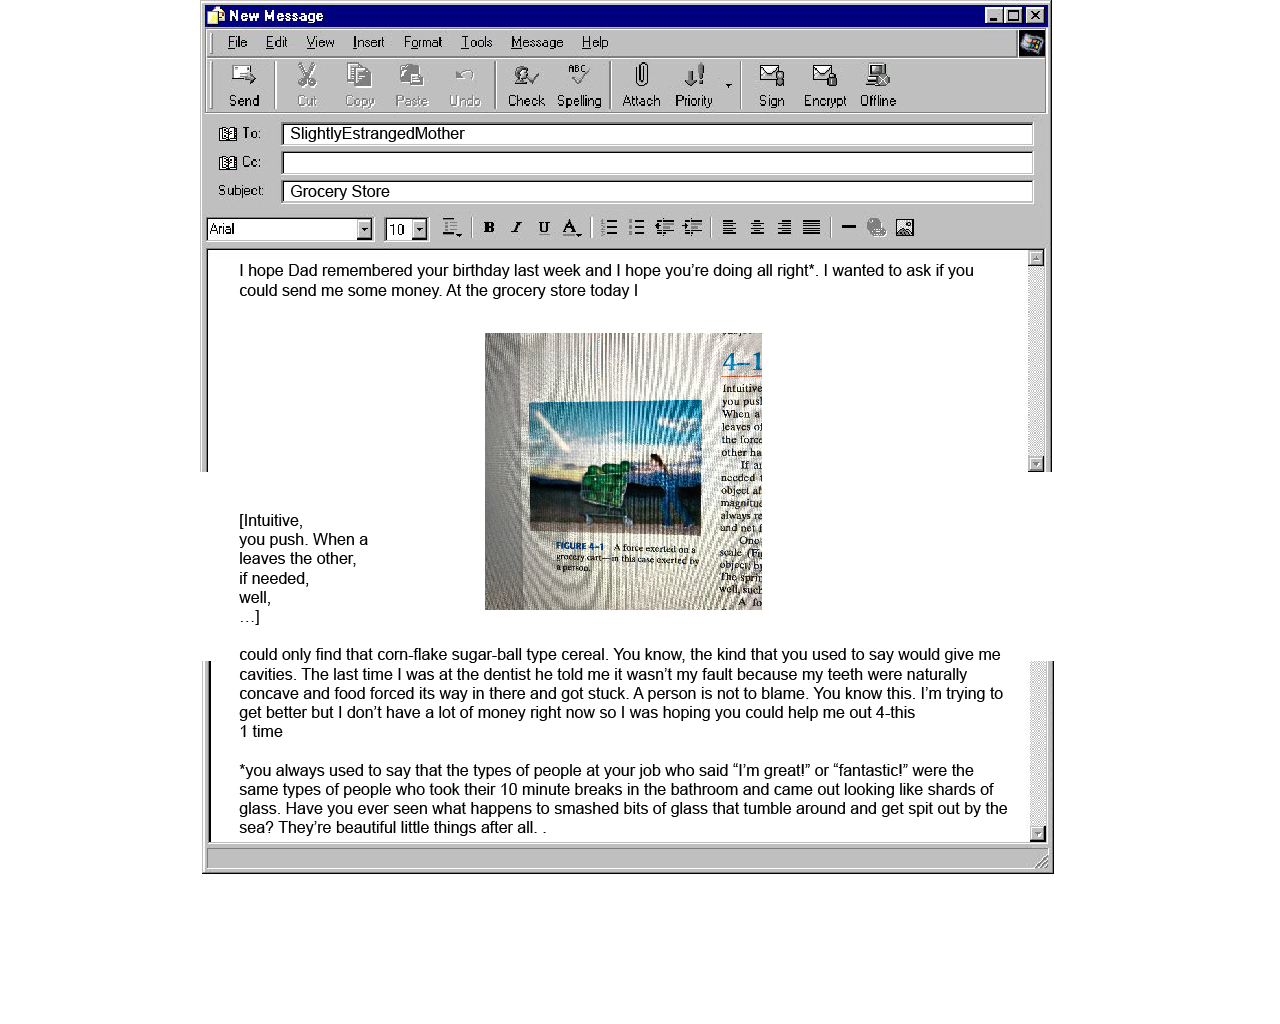 New Message
File Edit View Insert Format Tools Message Help
Send Cut Copy Paste Undo Check Spelling Attach Priority Sign Encrypt Offline
ABC
To: SlightlyEstrangedMother
Cc:
Subject: Grocery Store
Arial 10 B I U A
I hope Dad remembered your birthday last week and I hope you’re doing all right*. I wanted to ask if you
could send me some money. At the grocery store today I
4–1
Intuitive
you pus
When a
leaves of
the force
other ha
If a
needed
object af
magnitu
always re
and net f
One
scale (Fi
object, b
The spri
well, suc
A fo
FIGURE 4–1 A force exerted on a
grocery cart—in this case exerted by
a person.
[Intuitive,
you push. When a
leaves the other,
if needed,
well,
…]
could only find that corn-flake sugar-ball type cereal. You know, the kind that you used to say would give me
cavities. The last time I was at the dentist he told me it wasn’t my fault because my teeth were naturally
concave and food forced its way in there and got stuck. A person is not to blame. You know this. I’m trying to
get better but I don’t have a lot of money right now so I was hoping you could help me out 4-this
1 time
*you always used to say that the types of people at your job who said “I’m great!” or “fantastic!” were the
same types of people who took their 10 minute breaks in the bathroom and came out looking like shards of
glass. Have you ever seen what happens to smashed bits of glass that tumble around and get spit out by the
sea? They’re beautiful little things after all. .